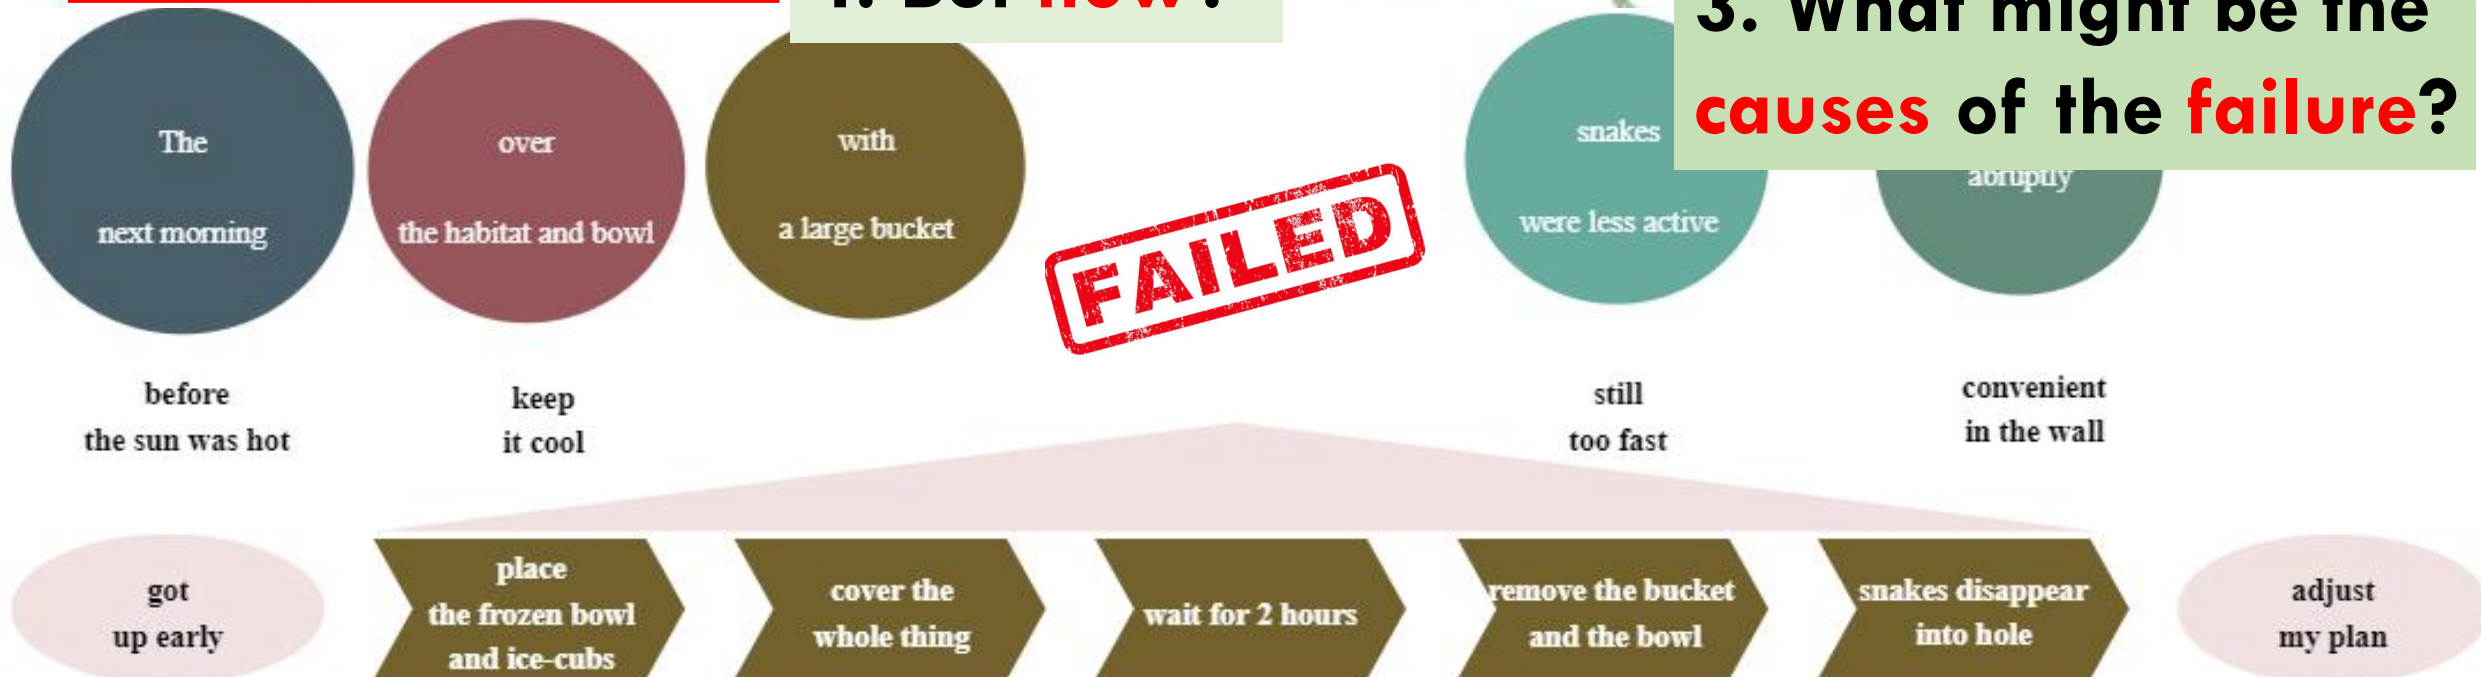 how?
3. What might be the
causes of the failure?
The
next morning
over
the habitat and bowl
with
a large bucket
FAILED
snakes
were less active
abruptly
before
the sun was hot
keep
it cool
still
too fast
convenient
in the wall
got
up early
place
the frozen bowl
and ice-cubs
cover the
whole thing
wait for 2 hours
remove the bucket
and the bowl
snakes disappear
into hole
adjust
my plan